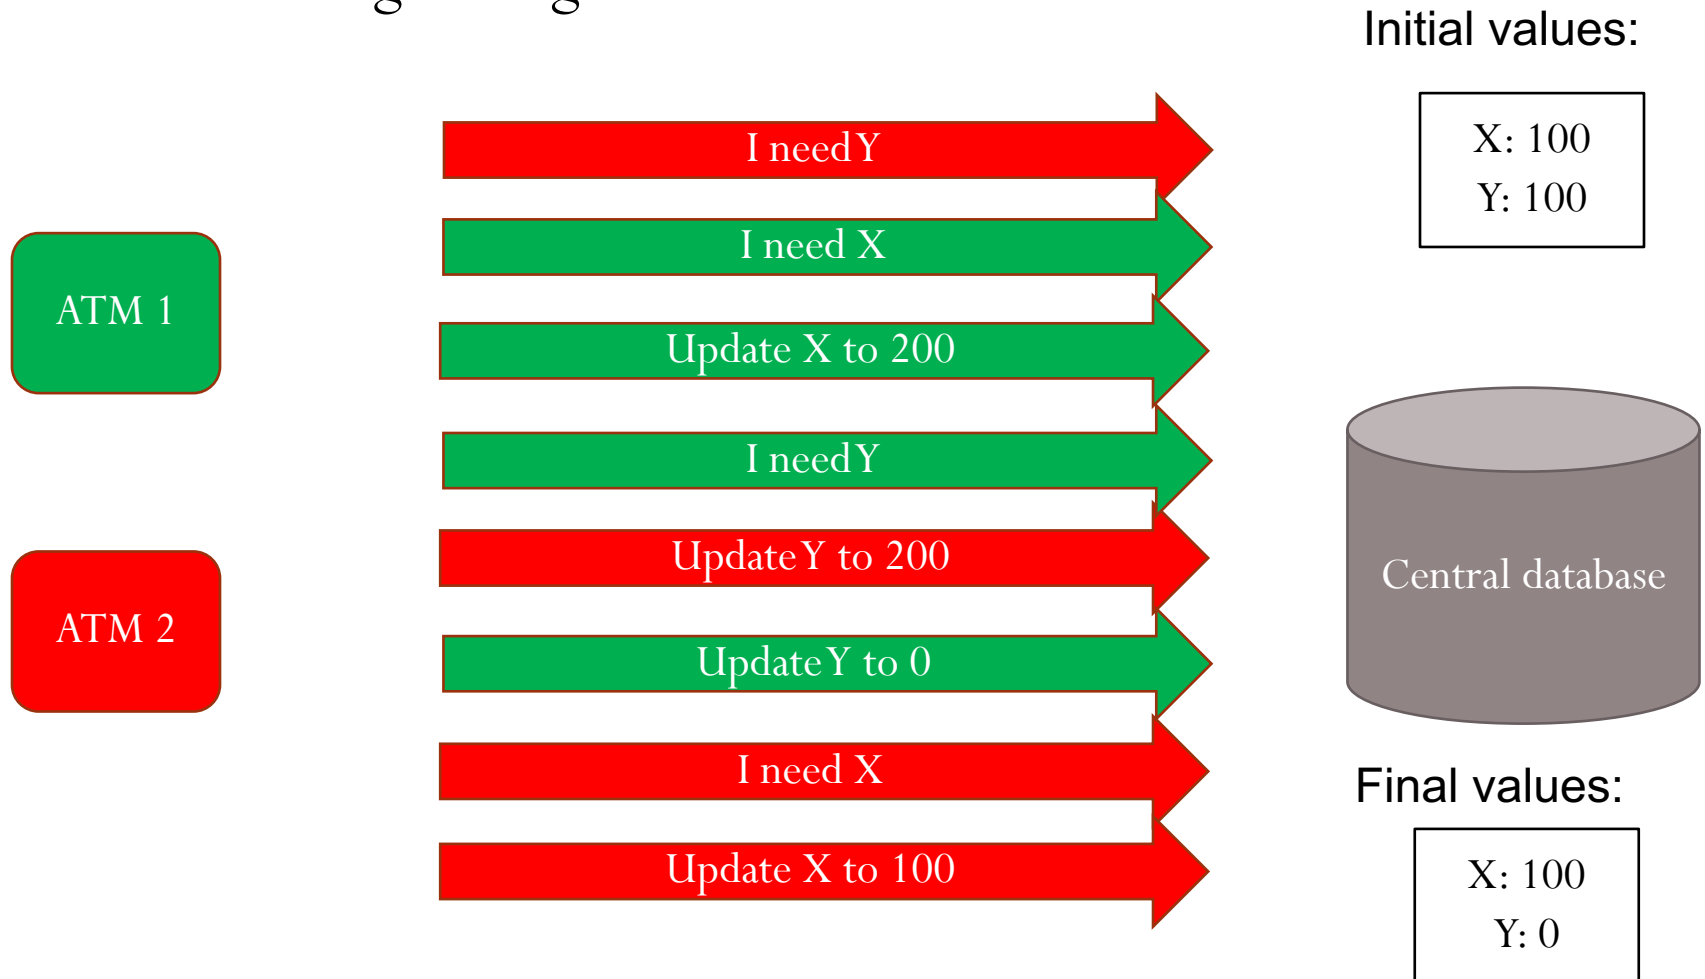 Initial values:
X: 100
Y: 100
I need Y
I need X
Update X to 200
I need Y
Update Y to 200
Update Y to 0
I need X
Update X to 100
ATM 1
ATM 2
Central database
Final values:
X: 100
Y: 0